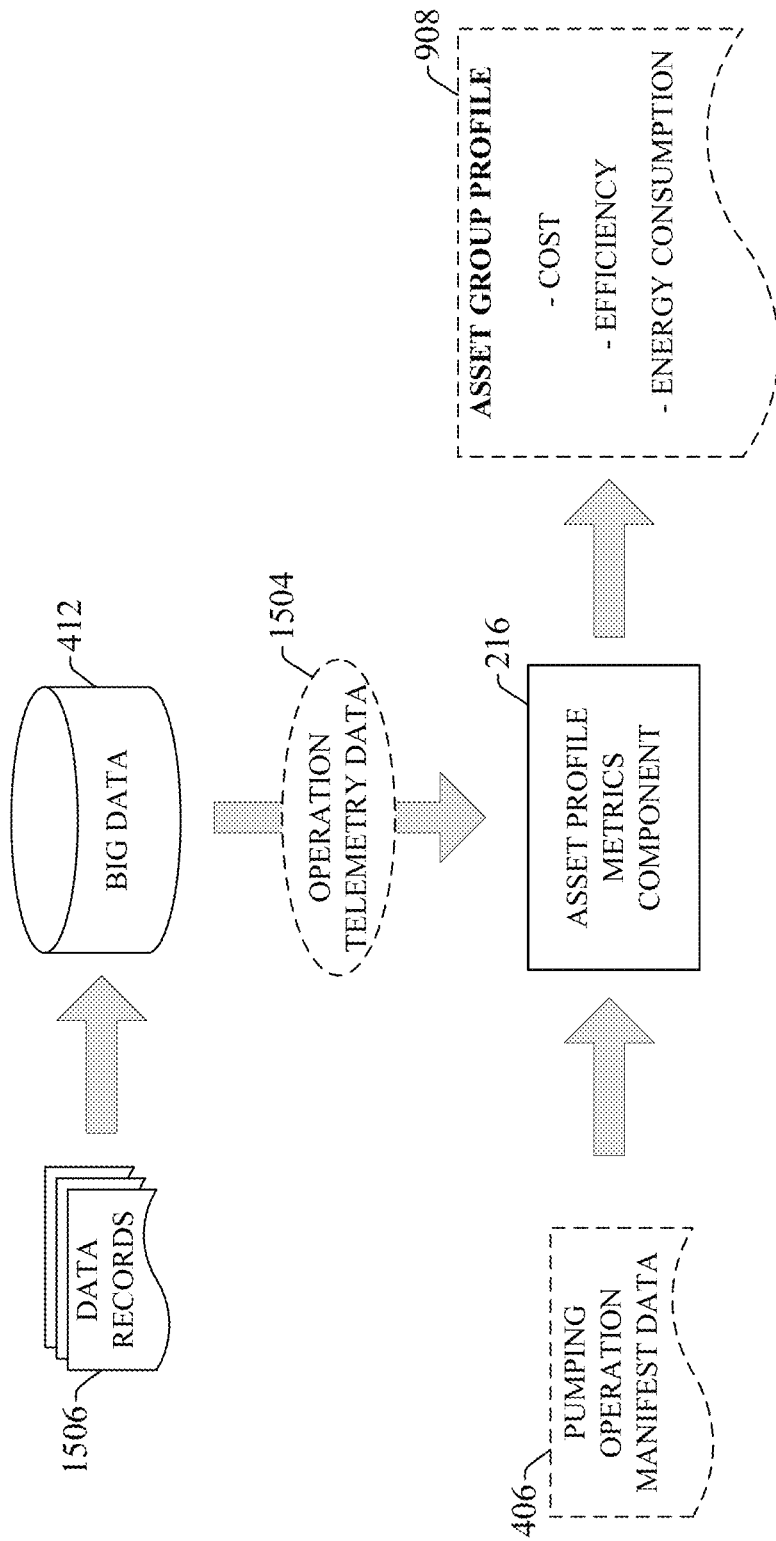 1506
DATA
RECORDS
412
BIG DATA
1504
OPERATION
TELEMETRY DATA
406
PUMPING
OPERATION
MANIFEST DATA
216
ASSET PROFILE
METRICS
COMPONENT
908
ASSET GROUP PROFILE
- COST
- EFFICIENCY
- ENERGY CONSUMPTION